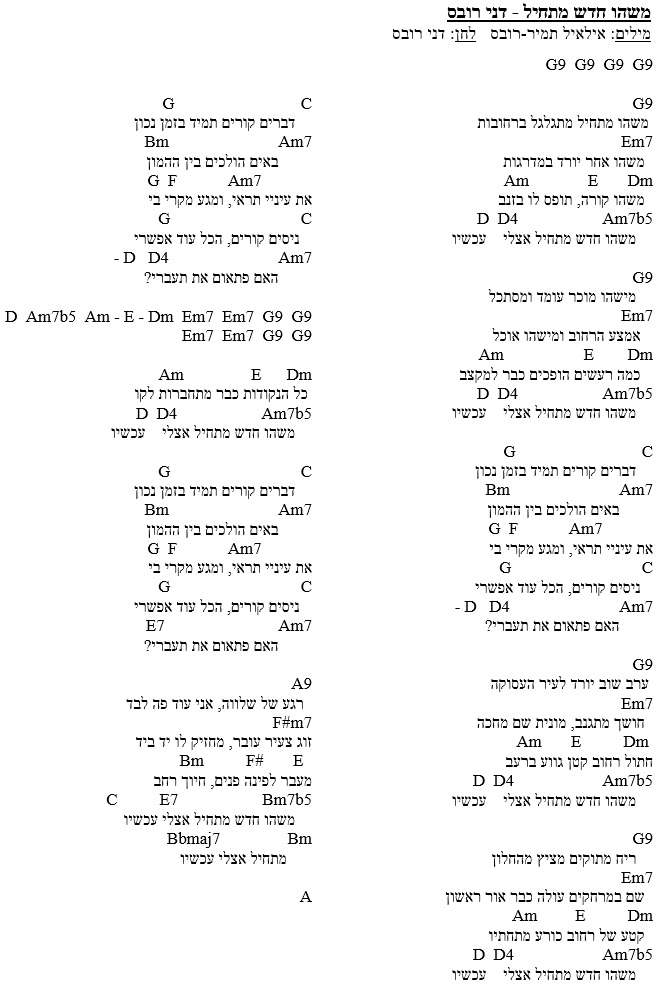 משהו חדש מתחיל - דני רובס
מילים: אילאיל תמיר-רובס   לחן: דני רובס
G9  G9  G9  G9
G9
משהו מתחיל מתגלגל ברחובות
Em7
משהו אחר יורד במדרגות
Am   E   Dm
משהו קורה, תופס לו בזנב
D  D4   Am7b5
משהו חדש מתחיל אצלי   עכשיו
G9
מישהו מוכר עומד ומסתכל
Em7
אמצע הרחוב ומישהו אוכל
Am   E   Dm
כמה רעשים הופכים כבר למקצב
D  D4   Am7b5
משהו חדש מתחיל אצלי   עכשיו
G   C
דברים קורים תמיד בזמן נכון
Bm   Am7
באים הולכים בין ההמון
G  F   Am7
את עיניי תראי, ומגע מקרי בי
G   C
ניסים קורים, הכל עוד אפשרי
- D   D4   Am7
האם פתאום את תעברי?
G9
ערב שוב יורד לעיר העסוקה
Em7
חושך מתגנב, מונית שם מחכה
Am   E   Dm
חתול רחוב קטן גווע ברעב
D  D4   Am7b5
משהו חדש מתחיל אצלי   עכשיו
G9
ריח מתוקים מציץ מהחלון
Em7
שם במרחקים עולה כבר אור ראשון
Am   E   Dm
קטע של רחוב כורע מתחתיו
D  D4   Am7b5
משהו חדש מתחיל אצלי   עכשיו
G   C
דברים קורים תמיד בזמן נכון
Bm   Am7
באים הולכים בין ההמון
G  F   Am7
את עיניי תראי, ומגע מקרי בי
G   C
ניסים קורים, הכל עוד אפשרי
- D   D4   Am7
האם פתאום את תעברי?
D  Am7b5  Am - E - Dm  Em7  Em7  G9  G9
Em7  Em7  G9  G9
Am   E   Dm
כל הנקודות כבר מתחברות לקו
D  D4   Am7b5
משהו חדש מתחיל אצלי   עכשיו
G   C
דברים קורים תמיד בזמן נכון
Bm   Am7
באים הולכים בין ההמון
G  F   Am7
את עיניי תראי, ומגע מקרי בי
G   C
ניסים קורים, הכל עוד אפשרי
E7   Am7
האם פתאום את תעברי?
A9
רגע של שלווה, אני עוד פה לבד
F#m7
זוג צעיר עובר, מחזיק לו יד ביד
Bm   F#   E
מעבר לפינה פנים, חיוך רחב
C   E7   Bm7b5
משהו חדש מתחיל אצלי עכשיו
Bbmaj7   Bm
מתחיל אצלי עכשיו
A